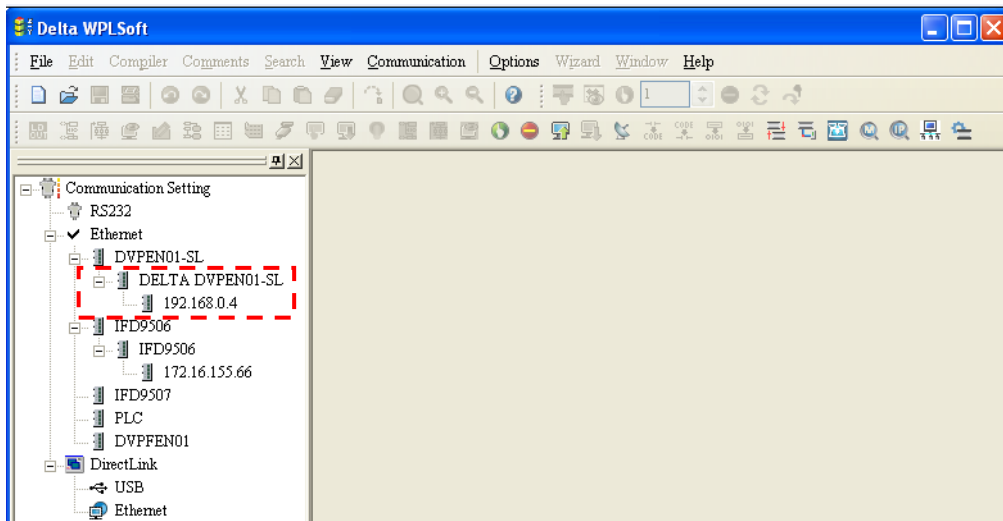 Delta WPLSoft
File Edit Compiler Comments Search View Communication Options Wizard Window Help
1
Communication Setting
RS232
Ethernet
DVPEN01-SL
DELTA DVPEN01-SL
192.168.0.4
IFD9506
IFD9506
172.16.155.66
IFD9507
PLC
DVPFEN01
DirectLink
USB
Ethernet